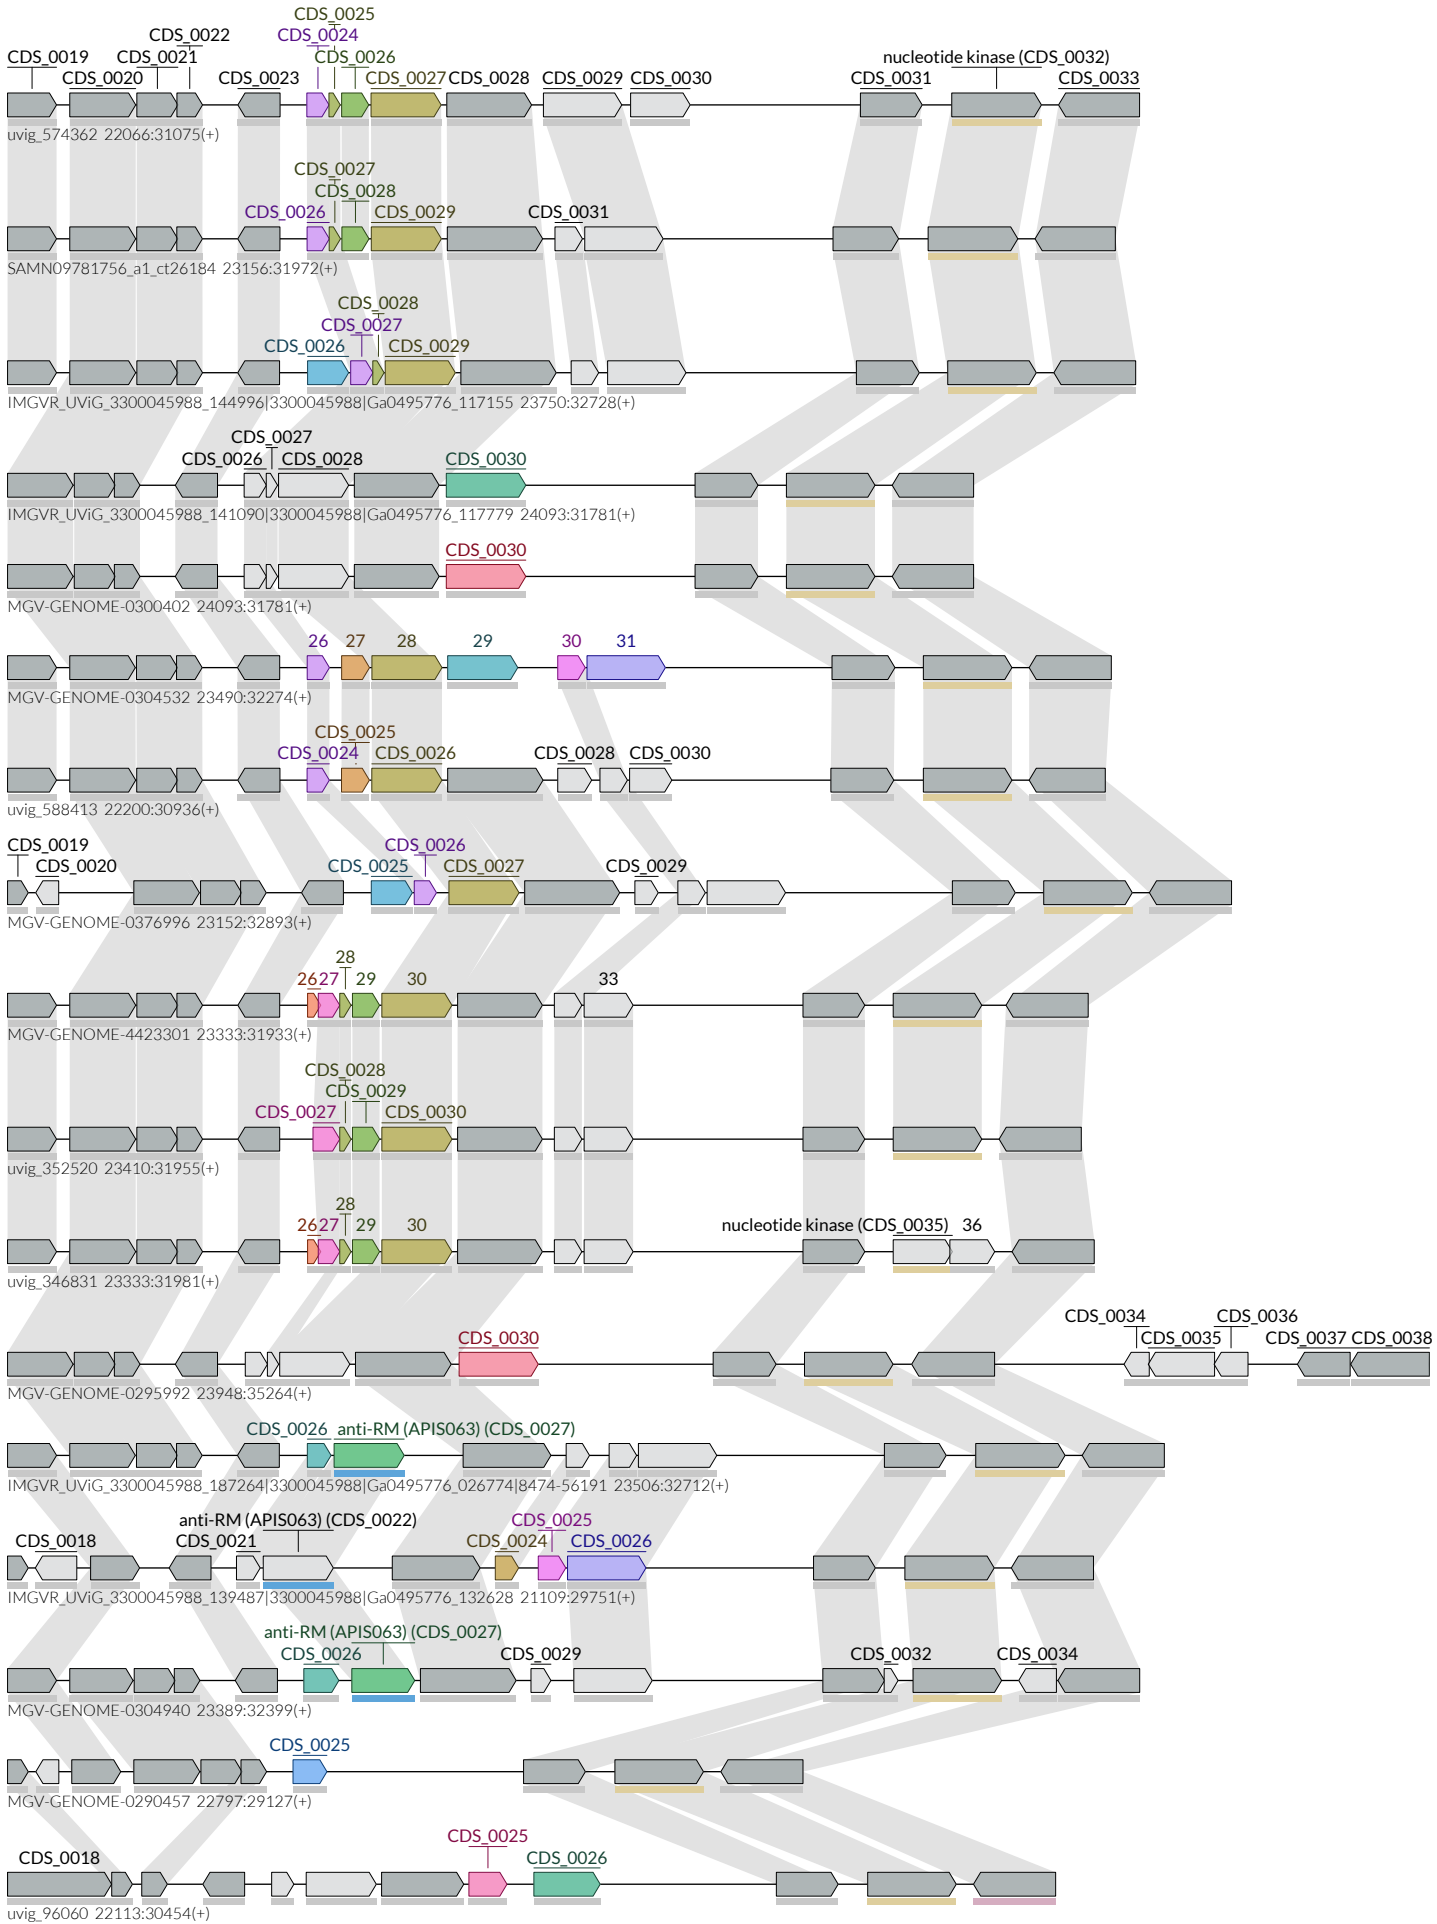 CDS_0025
CDS_0022 CDS_0024
CDS_0019 CDS_0021 CDS_0026 nucleotide kinase (CDS_0032)
CDS_0020 CDS_0023 CDS_0027 CDS_0028 CDS_0029 CDS_0030 CDS_0031 CDS_0033
uvig_574362 22066:31075(+)
CDS_0027
CDS_0028
CDS_0026 CDS_0029 CDS_0031
SAMN09781756_a1_ct26184 23156:31972(+)
CDS_0028
CDS_0027
CDS_0026 CDS_0029
IMGVR_UViG_3300045988_144996|3300045988|Ga0495776_117155 23750:32728(+)
CDS_0027
CDS_0026 CDS_0028 CDS_0030
IMGVR_UViG_3300045988_141090|3300045988|Ga0495776_117779 24093:31781(+)
CDS_0030
MGV-GENOME-0300402 24093:31781(+)
26 27 28 29 30 31
MGV-GENOME-0304532 23490:32274(+)
CDS_0025
CDS_0024 CDS_0026 CDS_0028 CDS_0030
uvig_588413 22200:30936(+)
CDS_0019 CDS_0026
CDS_0020 CDS_0025 CDS_0027 CDS_0029
MGV-GENOME-0376996 23152:32893(+)
28
26 27 29 30 33
MGV-GENOME-4423301 23333:31933(+)
CDS_0028
CDS_0029
CDS_0027 CDS_0030
uvig_352520 23410:31955(+)
28
26 27 29 30 nucleotide kinase (CDS_0035) 36
uvig_346831 23333:31981(+)
CDS_0034 CDS_0036
CDS_0030 CDS_0035 CDS_0037 CDS_0038
MGV-GENOME-0295992 23948:35264(+)
CDS_0026 anti-RM (APIS063) (CDS_0027)
IMGVR_UViG_3300045988_187264|3300045988|Ga0495776_026774|8474-56191 23506:32712(+)
anti-RM (APIS063) (CDS_0022) CDS_0025
CDS_0018 CDS_0021 CDS_0024 CDS_0026
IMGVR_UViG_3300045988_139487|3300045988|Ga0495776_132628 21109:29751(+)
anti-RM (APIS063) (CDS_0027)
CDS_0026 CDS_0029 CDS_0032 CDS_0034
MGV-GENOME-0304940 23389:32399(+)
CDS_0025
MGV-GENOME-0290457 22797:29127(+)
CDS_0025
CDS_0018 CDS_0026
uvig_96060 22113:30454(+)